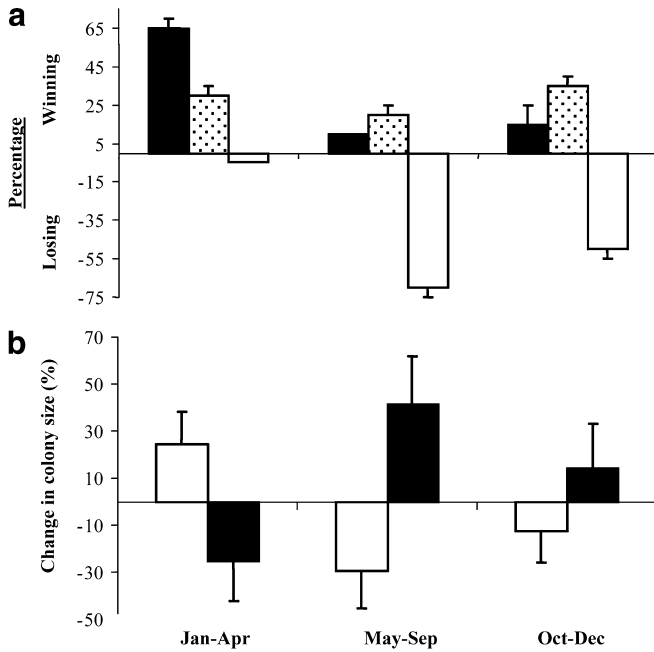 a
Percentage
Winning
Losing
65
45
25
5
-15
-35
-55
-75
b
Change in colony size (%)
70
50
30
10
-10
-30
-50
Jan-Apr May-Sep Oct-Dec